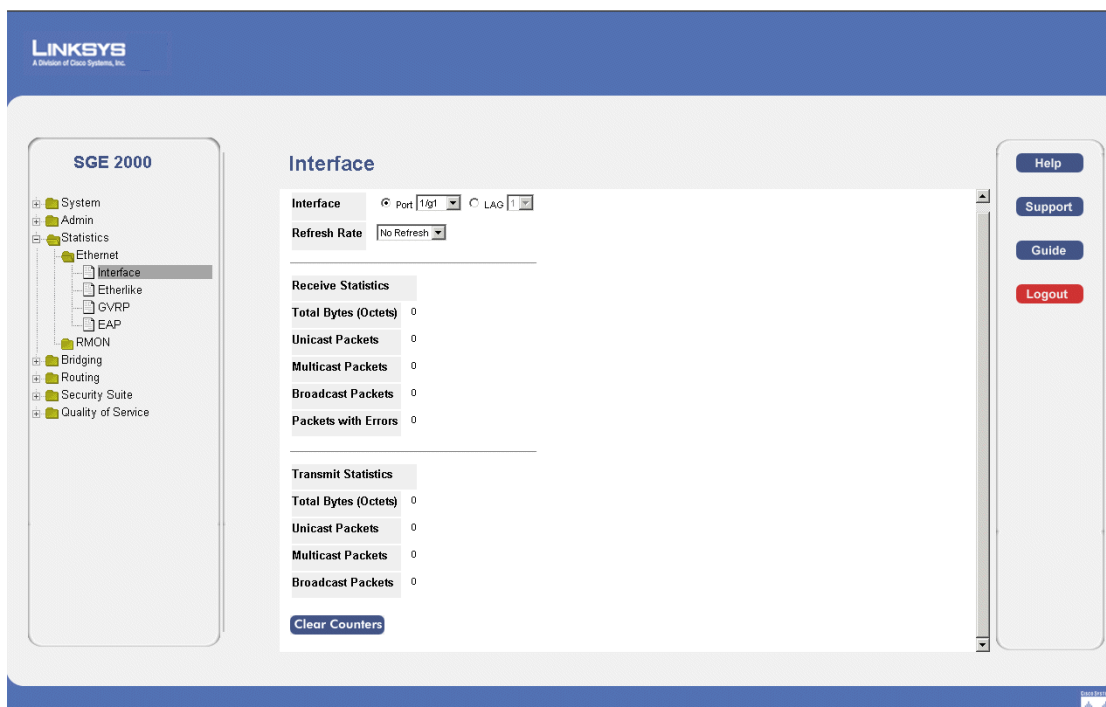 LINKSYS
A Division of Cisco Systems, Inc.
SGE 2000
System
Admin
Statistics
Ethernet
Interface
Etherlike
GVRP
EAP
RMON
Bridging
Routing
Security Suite
Quality of Service
Interface
Interface Port 1/g1 LAG 1
Refresh Rate No Refresh
Receive Statistics
Total Bytes (Octets) 0
Unicast Packets 0
Multicast Packets 0
Broadcast Packets 0
Packets with Errors 0
Transmit Statistics
Total Bytes (Octets) 0
Unicast Packets 0
Multicast Packets 0
Broadcast Packets 0
Clear Counters
Help
Support
Guide
Logout